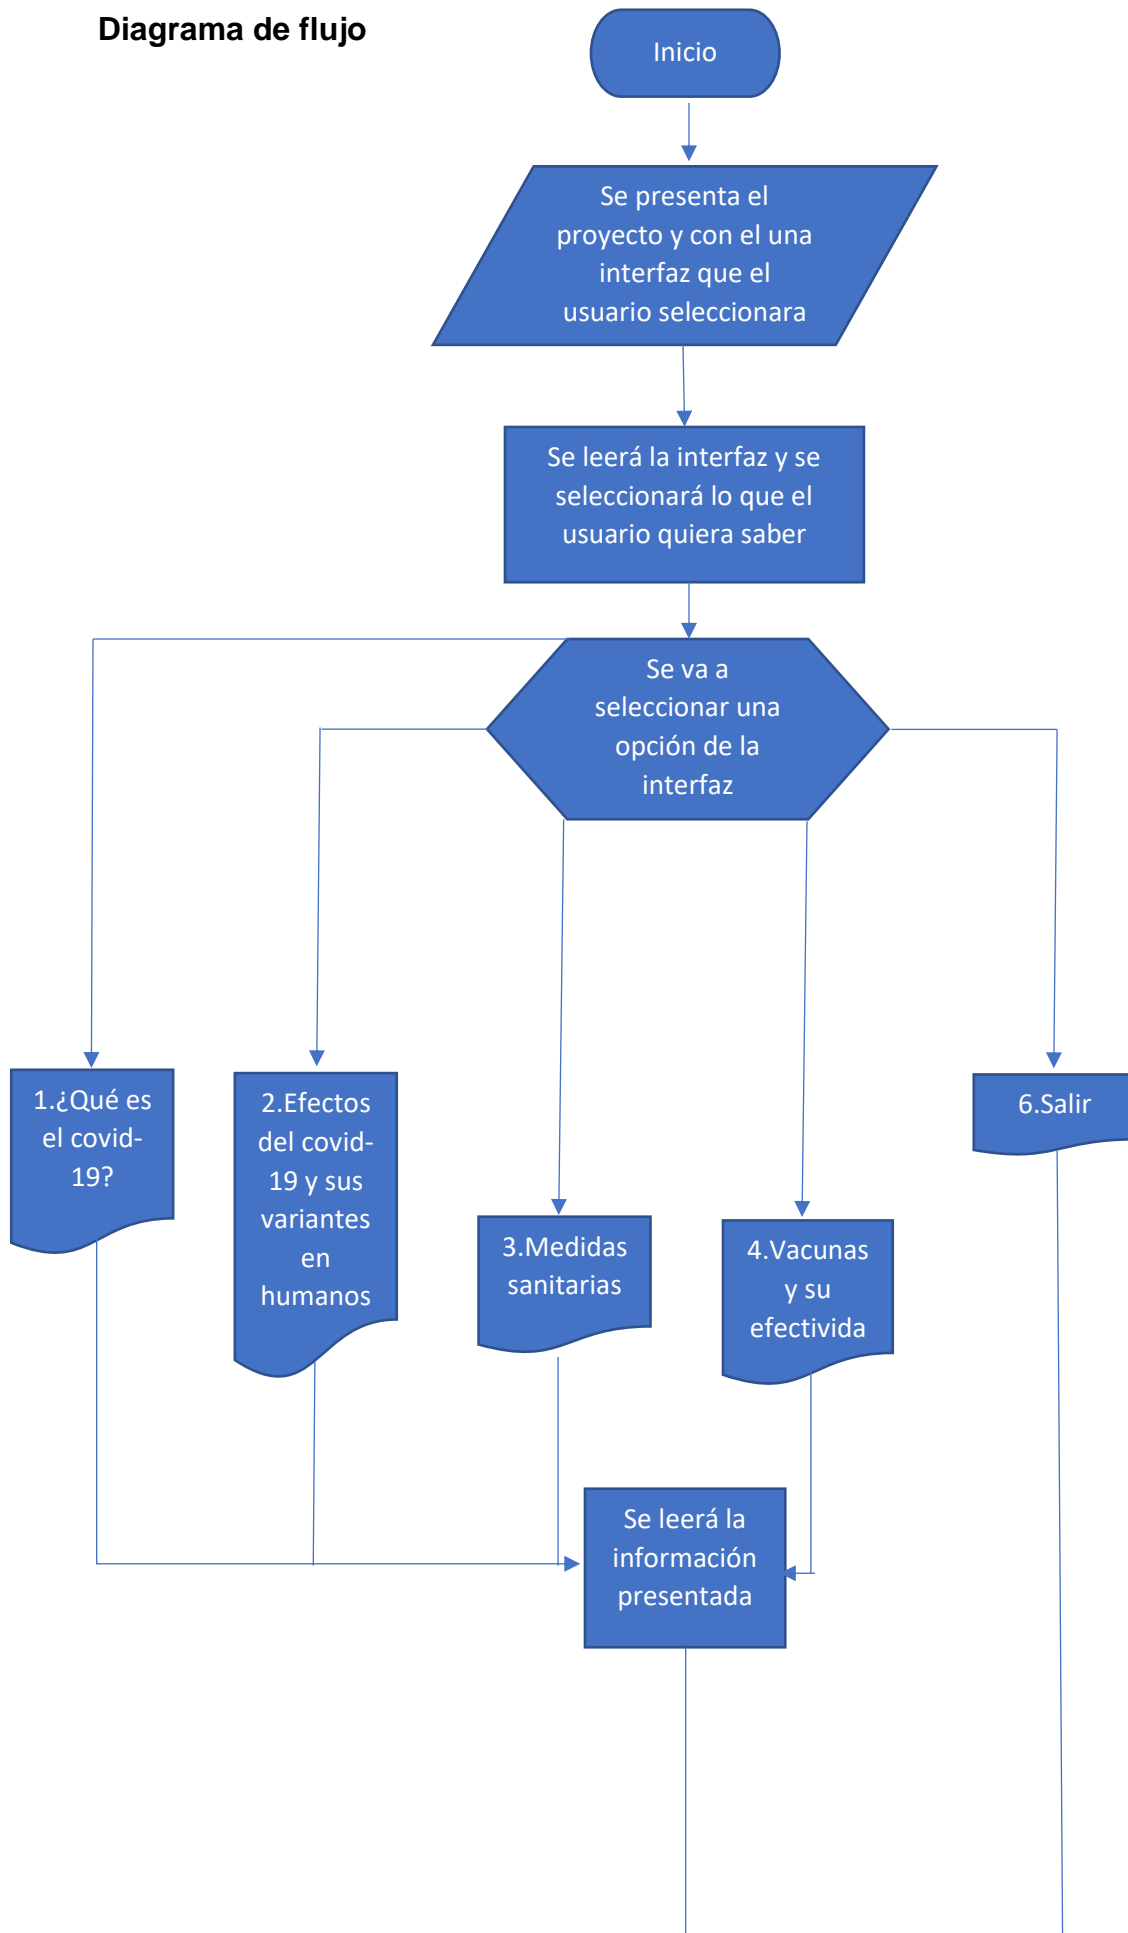 Diagrama de flujo
Inicio
Se presenta el
proyecto y con el una
interfaz que el
usuario seleccionara
Se leerá la interfaz y se
seleccionará lo que el
usuario quiera saber
Se va a
seleccionar una
opción de la
interfaz
1.¿Qué es
el covid-
19?
2.Efectos
del covid-
19 y sus
variantes
en
humanos
3.Medidas
sanitarias
4.Vacunas
y su
efectivida
6.Salir
Se leerá la
información
presentada